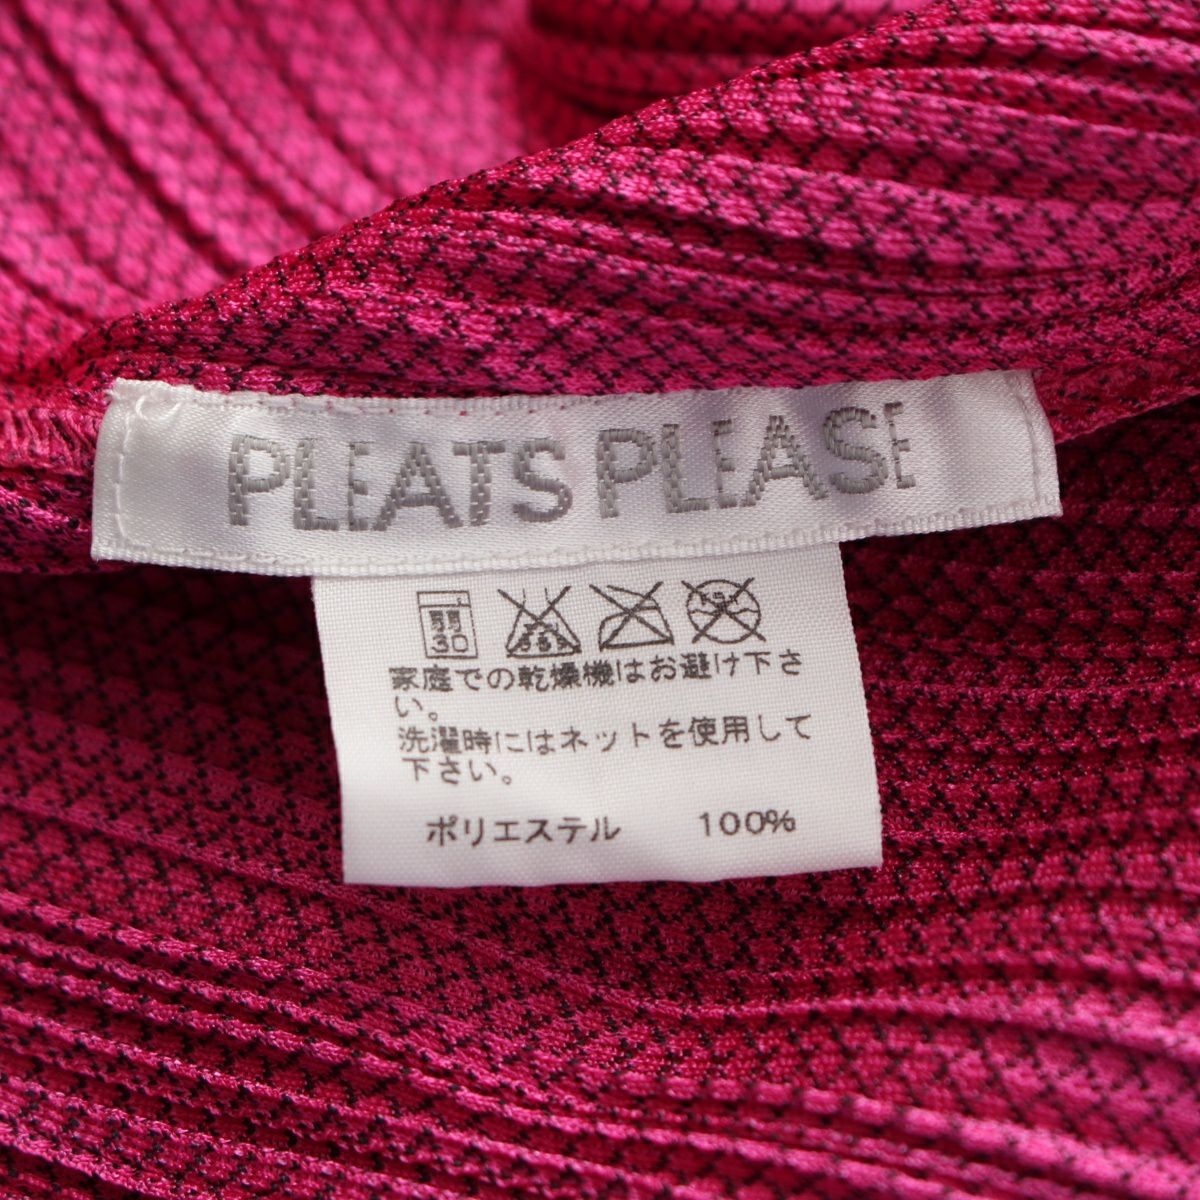 PLEATS PLEASE
弱
30
家庭での乾燥機はお避け下さ
い。
洗濯時にはネットを使用して
下さい。
ポリエステル 100%